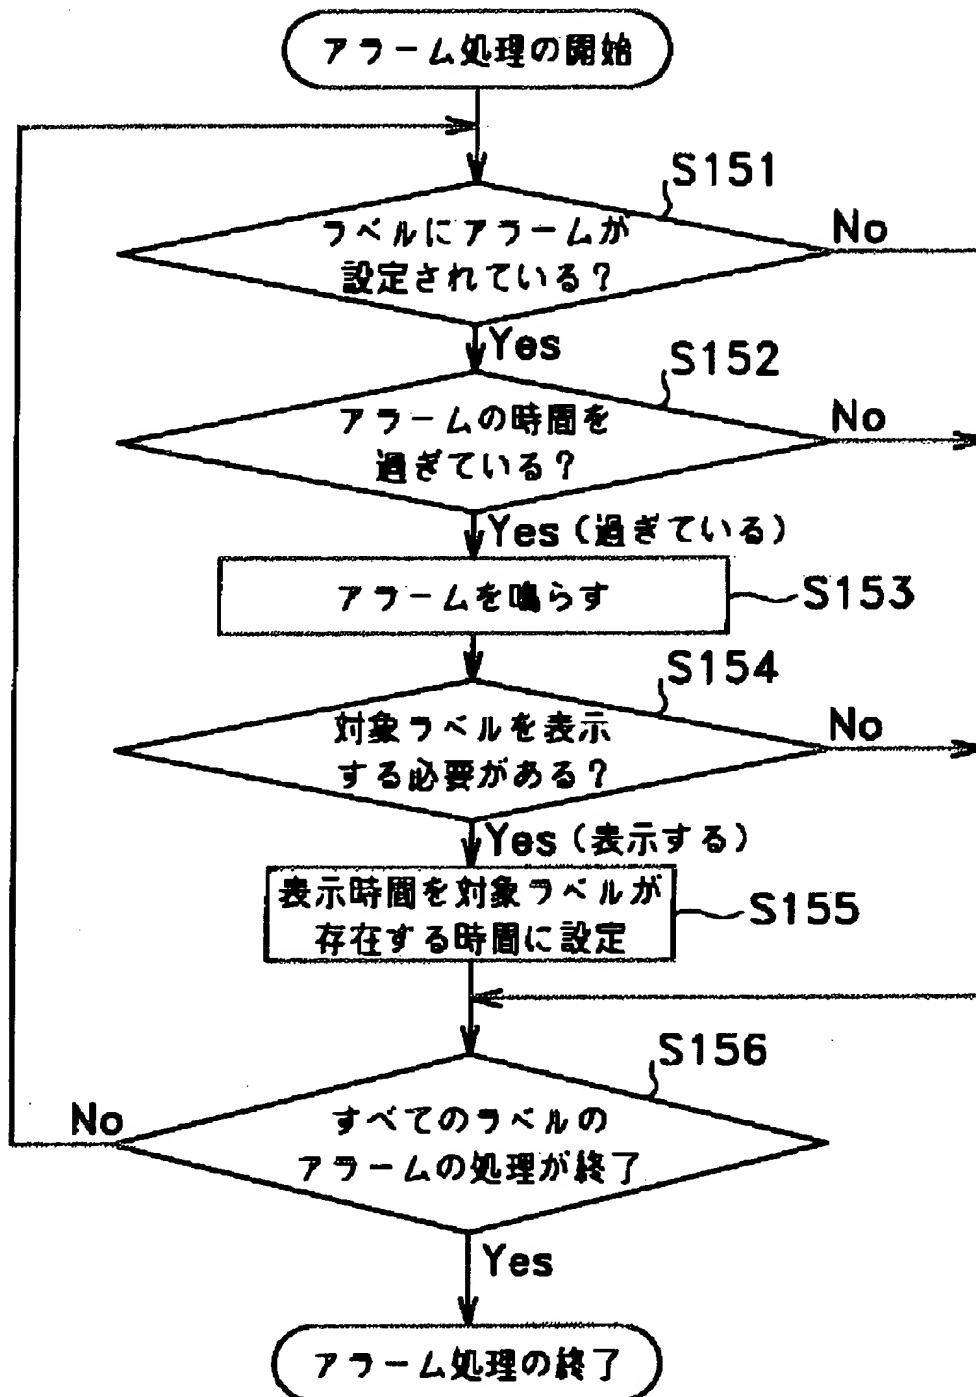 アラーム処理の開始
S151
ラベルにアラームが
設定されている？
No
Yes
S152
アラームの時間を
過ぎている？
No
Yes（過ぎている）
アラームを鳴らす
S153
S154
対象ラベルを表示
する必要がある？
No
Yes（表示する）
表示時間を対象ラベルが
存在する時間に設定
S155
S156
すべてのラベルの
アラームの処理が終了
No
Yes
アラーム処理の終了